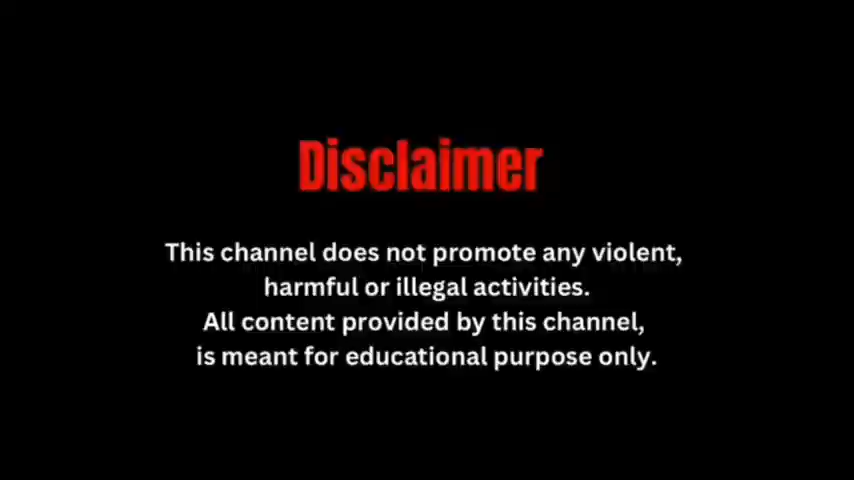 Disclaimer
This channel does not promote any violent,
harmful or illegal activities.
All content provided by this channel,
is meant for educational purpose only.